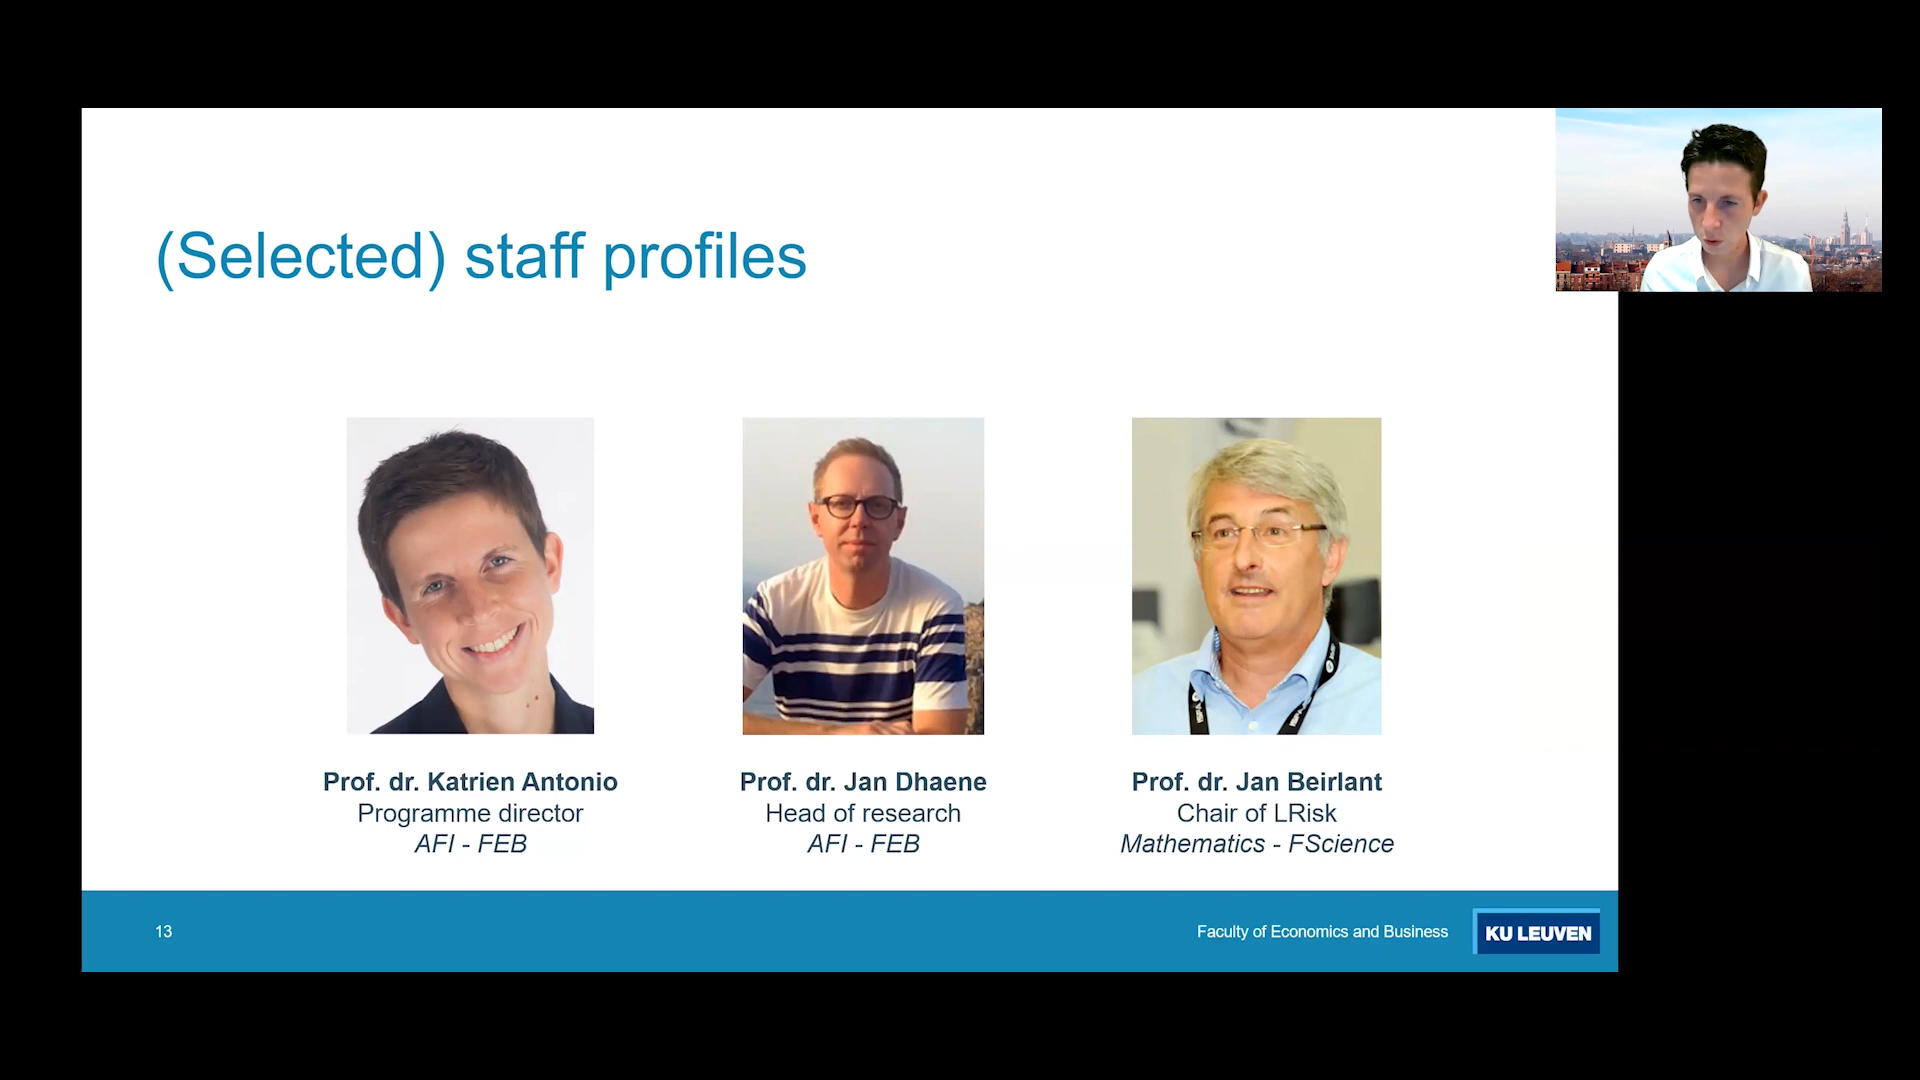 (Selected) staff profiles
Prof. dr. Katrien Antonio
Programme director
AFI - FEB
Prof. dr. Jan Dhaene
Head of research
AFI - FEB
Prof. dr. Jan Beirlant
Chair of LRisk
Mathematics - FScience
13
Faculty of Economics and Business
KU LEUVEN